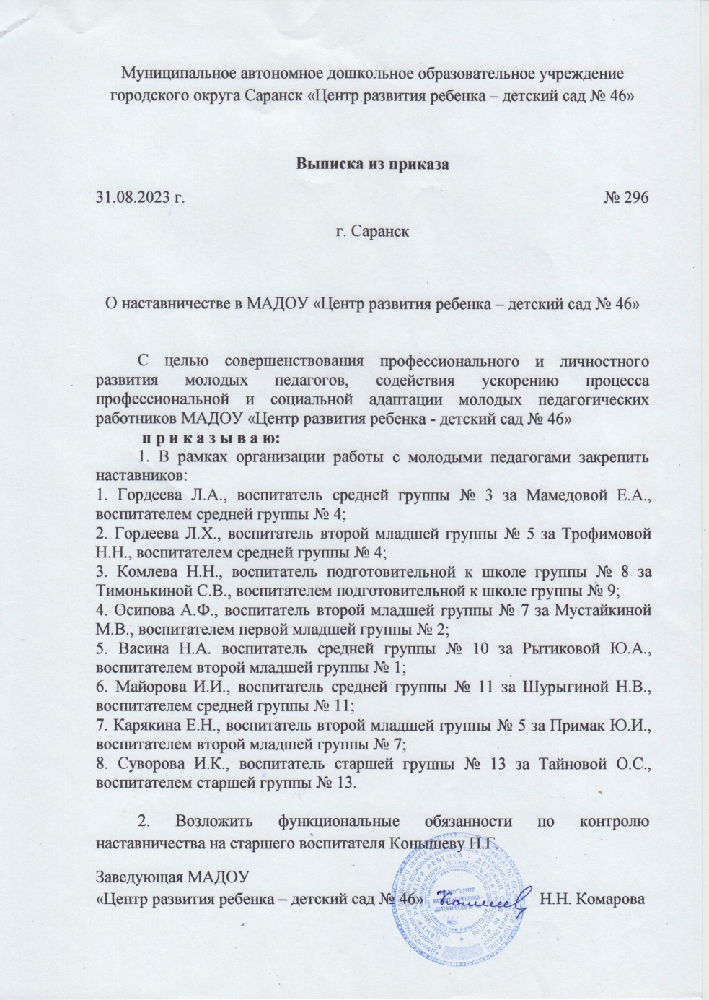 Муниципальное автономное дошкольное образовательное учреждение
городского округа Саранск «Центр развития ребенка – детский сад № 46»
Выписка из приказа
31.08.2023 г. № 296
г. Саранск
О наставничестве в МАДОУ «Центр развития ребенка – детский сад № 46»
С целью совершенствования профессионального и личностного
развития молодых педагогов, содействия ускорению процесса
профессиональной и социальной адаптации молодых педагогических
работников МАДОУ «Центр развития ребенка - детский сад № 46»
п р и к а з ы в а ю:
1. В рамках организации работы с молодыми педагогами закрепить
наставников:
1. Гордеева Л.А., воспитатель средней группы № 3 за Мамедовой Е.А.,
воспитателем средней группы № 4;
2. Гордеева Л.Х., воспитатель второй младшей группы № 5 за Трофимовой
Н.Н., воспитателем средней группы № 4;
3. Комлева Н.Н., воспитатель подготовительной к школе группы № 8 за
Тимонькиной С.В., воспитателем подготовительной к школе группы № 9;
4. Осипова А.Ф., воспитатель второй младшей группы № 7 за Мустайкиной
М.В., воспитателем первой младшей группы № 2;
5. Васина Н.А. воспитатель средней группы № 10 за Рытиковой Ю.А.,
воспитателем второй младшей группы № 1;
6. Майорова И.И., воспитатель средней группы № 11 за Шурыгиной Н.В.,
воспитателем средней группы № 11;
7. Карякина Е.Н., воспитатель второй младшей группы № 5 за Примак Ю.И.,
воспитателем второй младшей группы № 7;
8. Суворова И.К., воспитатель старшей группы № 13 за Тайновой О.С.,
воспитателем старшей группы № 13.
2. Возложить функциональные обязанности по контролю
наставничества на старшего воспитателя Конышеву Н.Г.
Заведующая МАДОУ
«Центр развития ребенка – детский сад № 46» Н.Н. Комарова
МАДОУ "ЦЕНТР
РАЗВИТИЯ РЕБЕНКА -
ДЕТСКИЙ САД № 46"